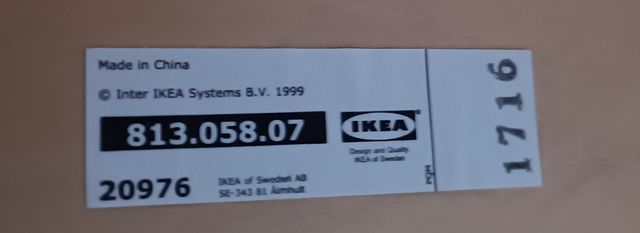 Made in China
© Inter IKEA Systems B.V. 1999
813.058.07
IKEA
Design and Quality
IKEA of Sweden
20976
IKEA of Sweden AB
SE-343 81 Älmhult
PQM
1716